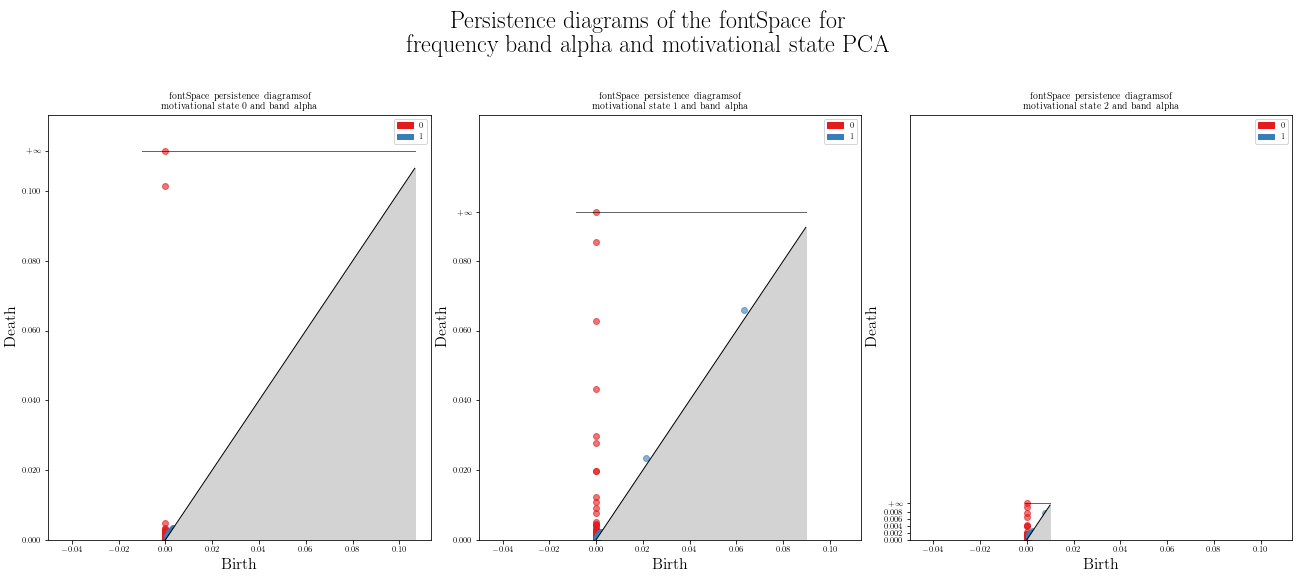 Persistence diagrams of the fontSpace for
frequency band alpha and motivational state PCA
fontSpace persistence diagramsof
motivational state 0 and band alpha
0
1
+∞
0.100
0.080
0.060
0.040
0.020
0.000
Death
−0.04 −0.02 0.00 0.02 0.04 0.06 0.08 0.10
Birth
fontSpace persistence diagramsof
motivational state 1 and band alpha
0
1
+∞
0.080
0.060
0.040
0.020
0.000
Death
−0.04 −0.02 0.00 0.02 0.04 0.06 0.08 0.10
Birth
fontSpace persistence diagramsof
motivational state 2 and band alpha
0
1
+∞
0.008
0.006
0.004
0.002
0.000
Death
−0.04 −0.02 0.00 0.02 0.04 0.06 0.08 0.10
Birth